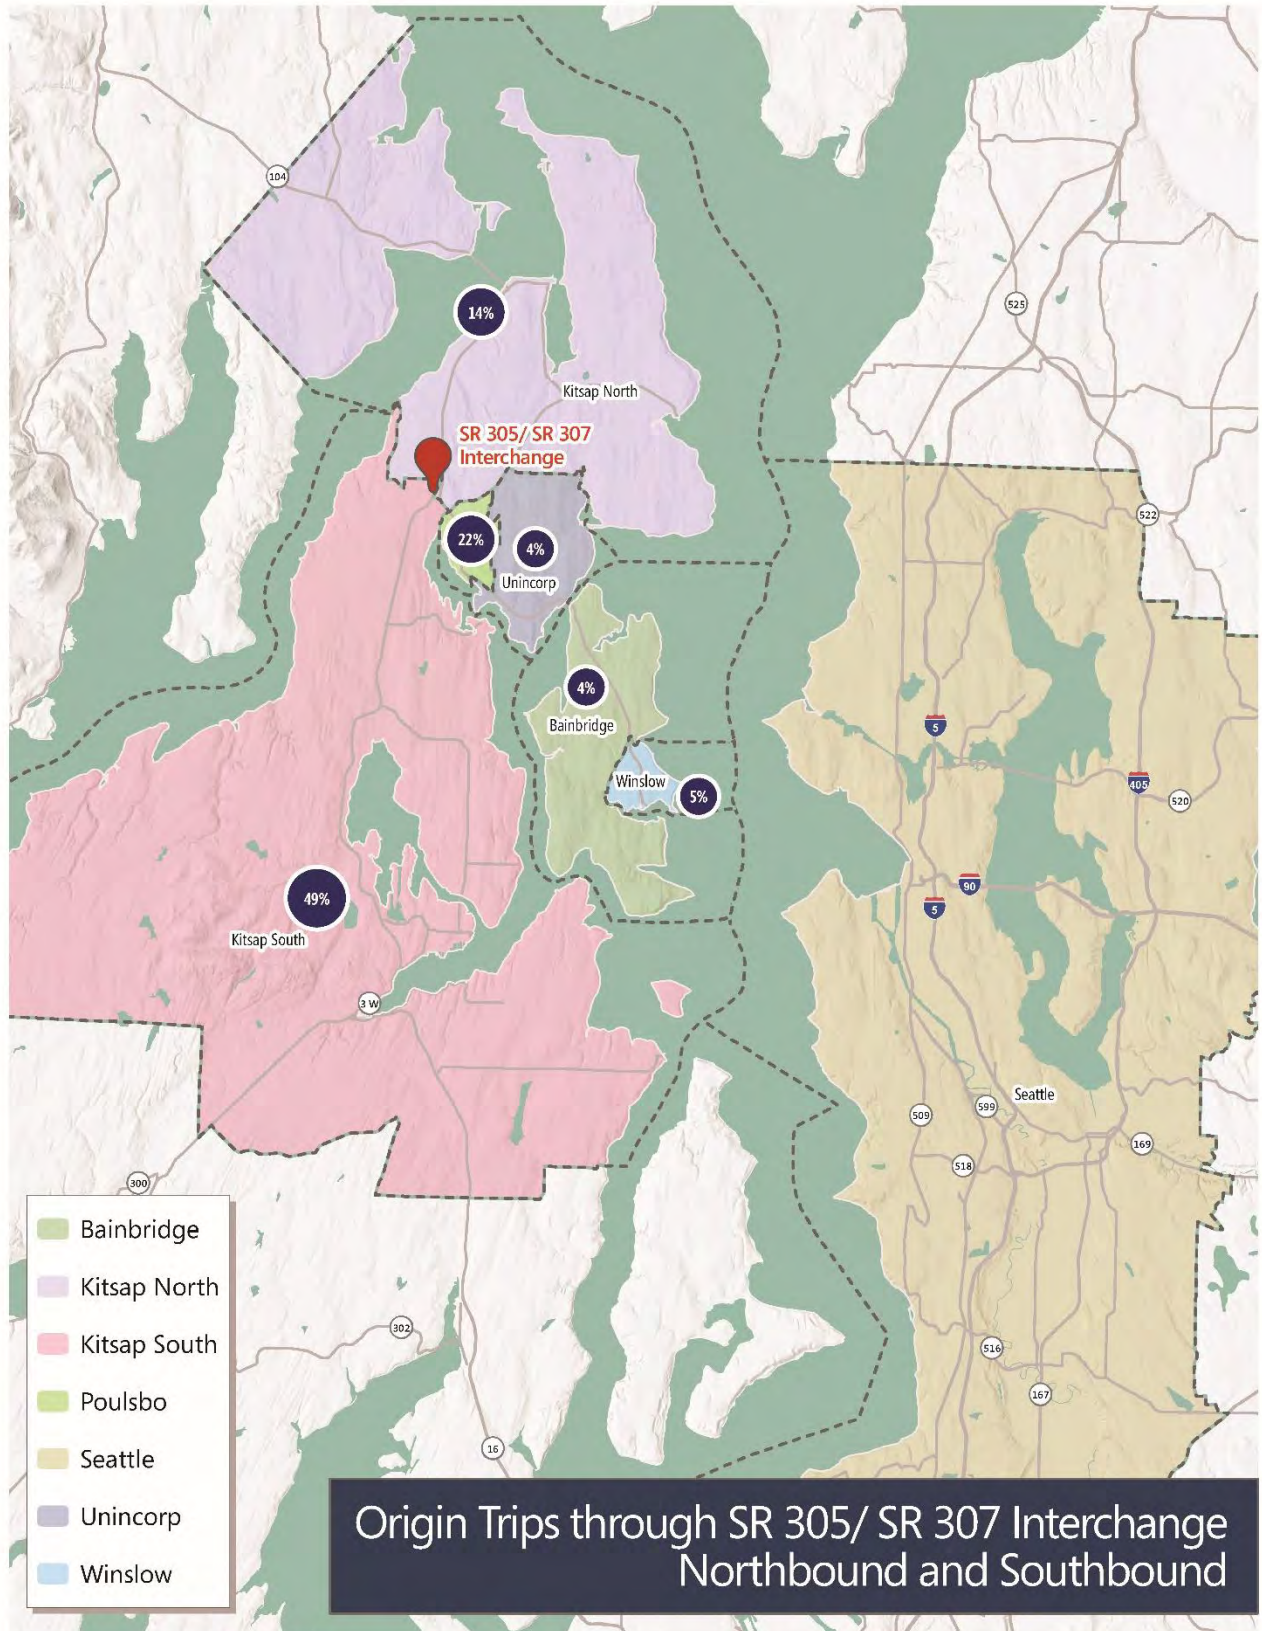 104
525
14%
Kitsap North
SR 305/ SR 307
Interchange
522
22%
4%
Unincorp
4%
Bainbridge
5
Winslow
5%
405
520
90
49%
5
Kitsap South
3 W
Seattle
509
599
169
518
300
Bainbridge
Kitsap North
Kitsap South
Poulsbo
Seattle
Unincorp
Winslow
302
516
167
16
Origin Trips through SR 305/ SR 307 Interchange
Northbound and Southbound